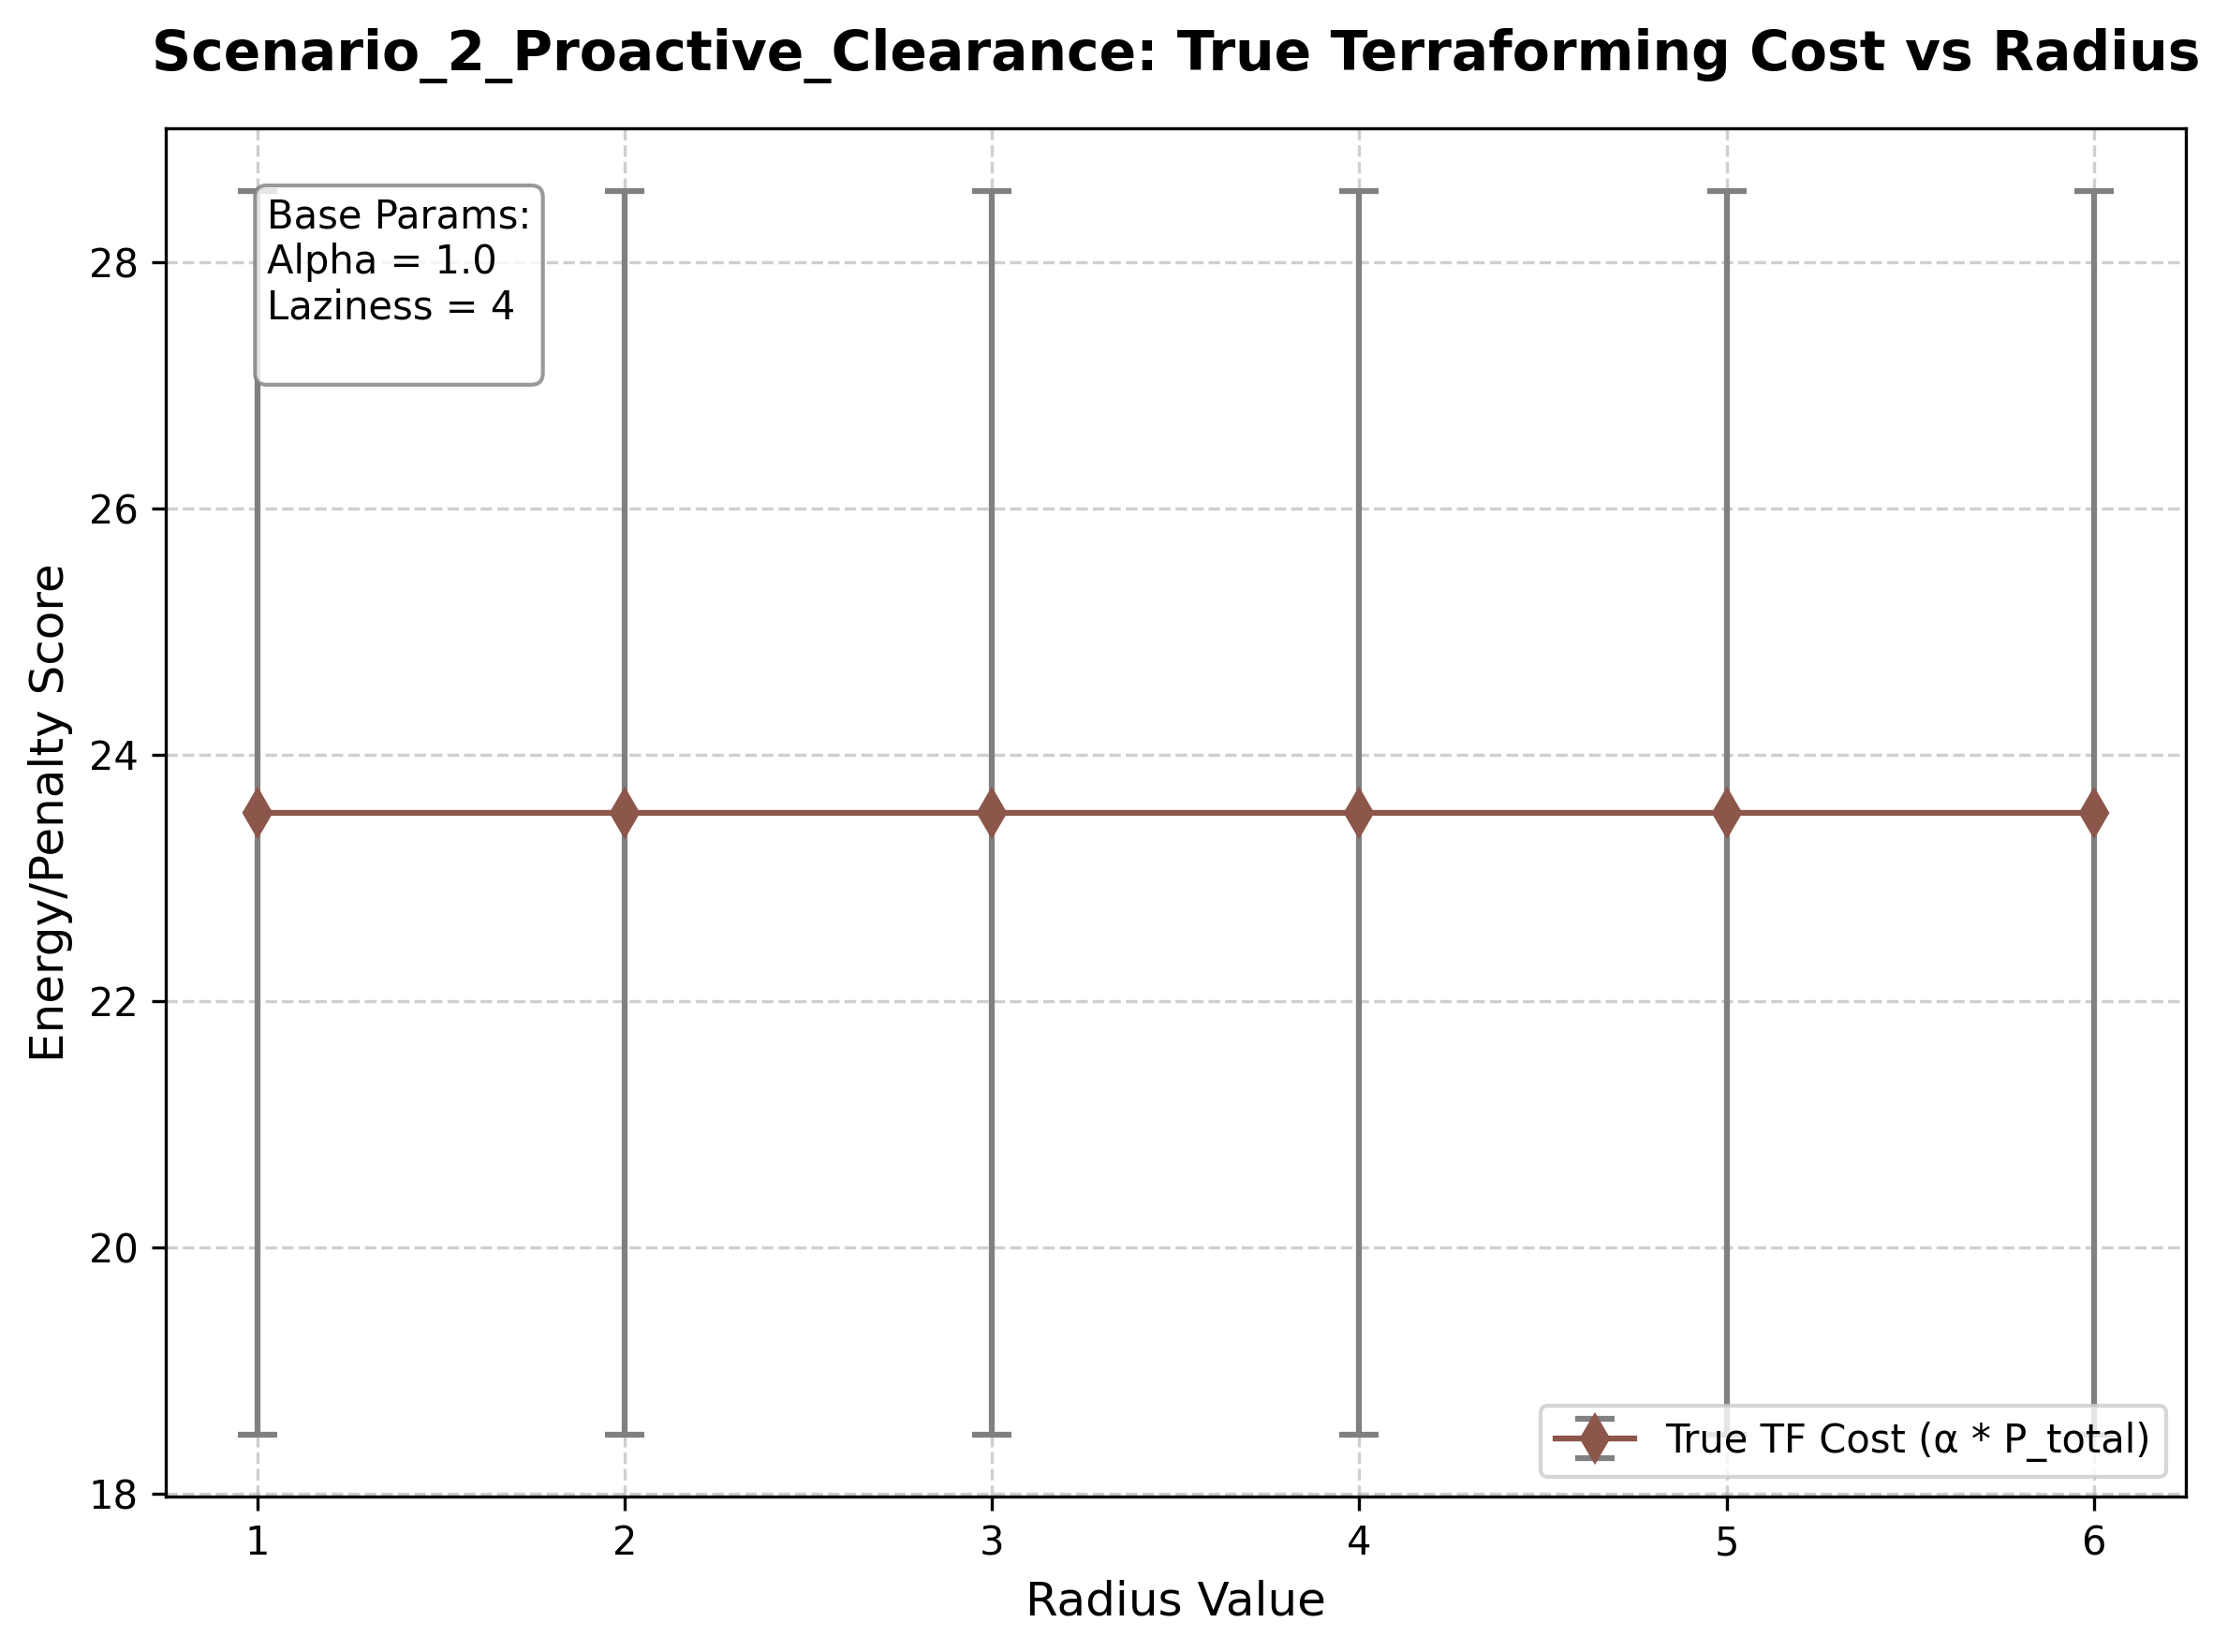 Scenario_2_Proactive_Clearance: True Terraforming Cost vs Radius
Base Params:
Alpha = 1.0
Laziness = 4
Energy/Penalty Score
28
26
24
22
20
18
True TF Cost (α * P_total)
1
2
3
4
5
6
Radius Value